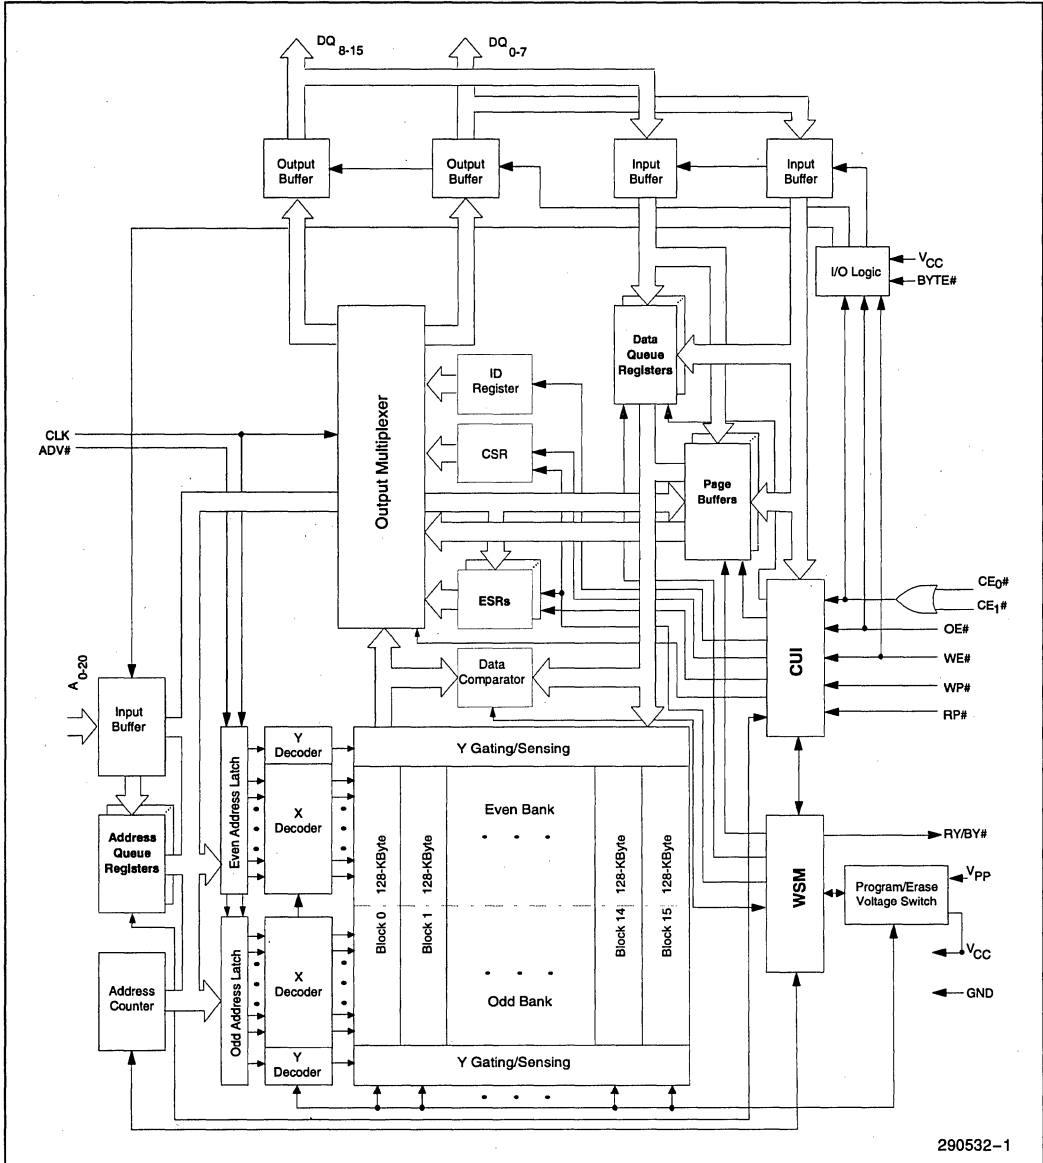 DQ 8-15
DQ 0-7
Output Buffer
Output Buffer
Input Buffer
Input Buffer
I/O Logic
VCC
BYTE#
Output Multiplexer
Data Queue Registers
ID Register
CLK
ADV#
CSR
Page Buffers
ESRs
CE0#
CE1#
OE#
WE#
WP#
RP#
CUI
A0-20
Input Buffer
Data Comparator
Even Address Latch
Y Decoder
Y Gating/Sensing
X Decoder
Even Bank
Block 0
128-KByte
Block 1
128-KByte
Block 14
128-KByte
Block 15
128-KByte
Address Queue Registers
WSM
RY/BY#
VPP
Program/Erase Voltage Switch
VCC
GND
Address Counter
Odd Address Latch
X Decoder
Odd Bank
Y Decoder
Y Gating/Sensing
290532-1